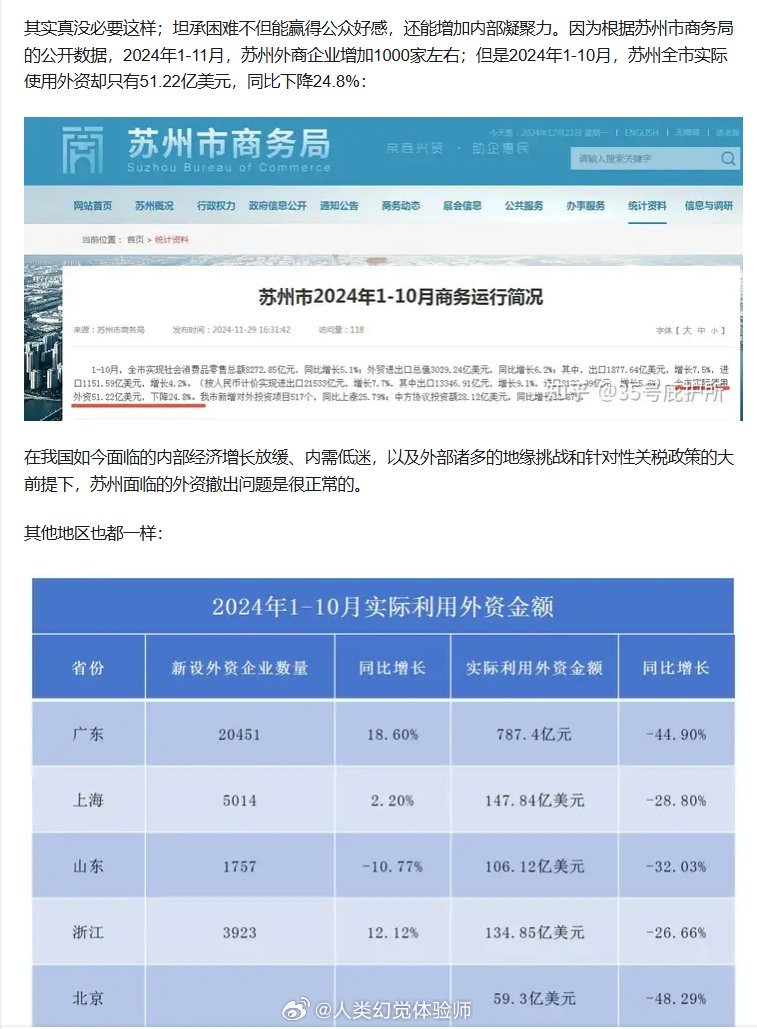 其实真没必要这样；坦承困难不但能赢得公众好感，还能增加内部凝聚力。因为根据苏州市商务局
的公开数据，2024年1-11月，苏州外商企业增加1000家左右；但是2024年1-10月，苏州全市实际
使用外资却只有51.22亿美元，同比下降24.8%：
今天是：2024年12月23日 星期一 | ENGLISH | 无障碍 | 适老版
苏州市商务局
Suzhou Bureau of Commerce
亲商兴贸 · 助企惠民
请输入搜索关键字
网站首页 苏州概况 行政权力 政府信息公开 通知公告 商务动态 展会信息 公共服务 办事服务 统计资料 信息与调研
当前位置： 首页 > 统计资料
苏州市2024年1-10月商务运行简况
来源：苏州市商务局 发布时间：2024-11-29 16:31:42 访问量：118 字体【 大 中 小 】
1-10月，全市实现社会消费品零售总额8272.85亿元，同比增长5.1%；外贸进出口总值3029.24亿美元，同比增长6.2%；其中，出口1877.64亿美元，增长7.5%，进
口1151.59亿美元，增长4.2%。（按人民币计价实现进出口21533亿元，增长7.7%，其中出口13346.91亿元，增长9.1%，全市实际使用
外资51.22亿美元，下降24.8%。我市新增对外投资项目517个，同比上涨25.79%；中方协议投资额28.12亿美元，同比增长
知乎 @35号庇护所
在我国如今面临的内部经济增长放缓、内需低迷，以及外部诸多的地缘挑战和针对性关税政策的大
前提下，苏州面临的外资撤出问题是很正常的。
其他地区也都一样：
2024年1-10月实际利用外资金额
省份 新设外资企业数量 同比增长 实际利用外资金额 同比增长
广东 20451 18.60% 787.4亿元 -44.90%
上海 5014 2.20% 147.84亿美元 -28.80%
山东 1757 -10.77% 106.12亿美元 -32.03%
浙江 3923 12.12% 134.85亿美元 -26.66%
北京 59.3亿美元 -48.29%
@人类幻觉体验师